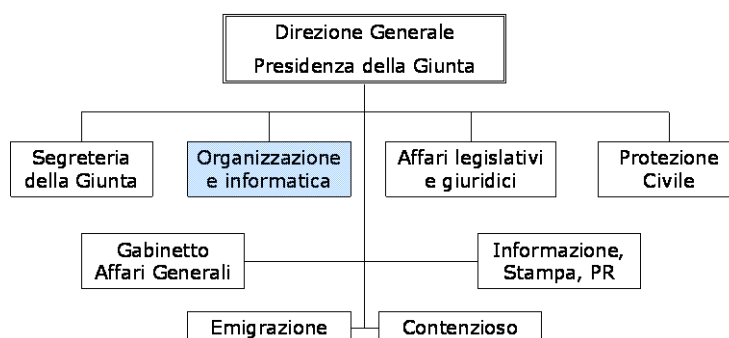 Direzione Generale
Presidenza della Giunta
Segreteria
della Giunta
Organizzazione
e informatica
Affari legislativi
e giuridici
Protezione
Civile
Gabinetto
Affari Generali
Informazione,
Stampa, PR
Emigrazione
Contenzioso